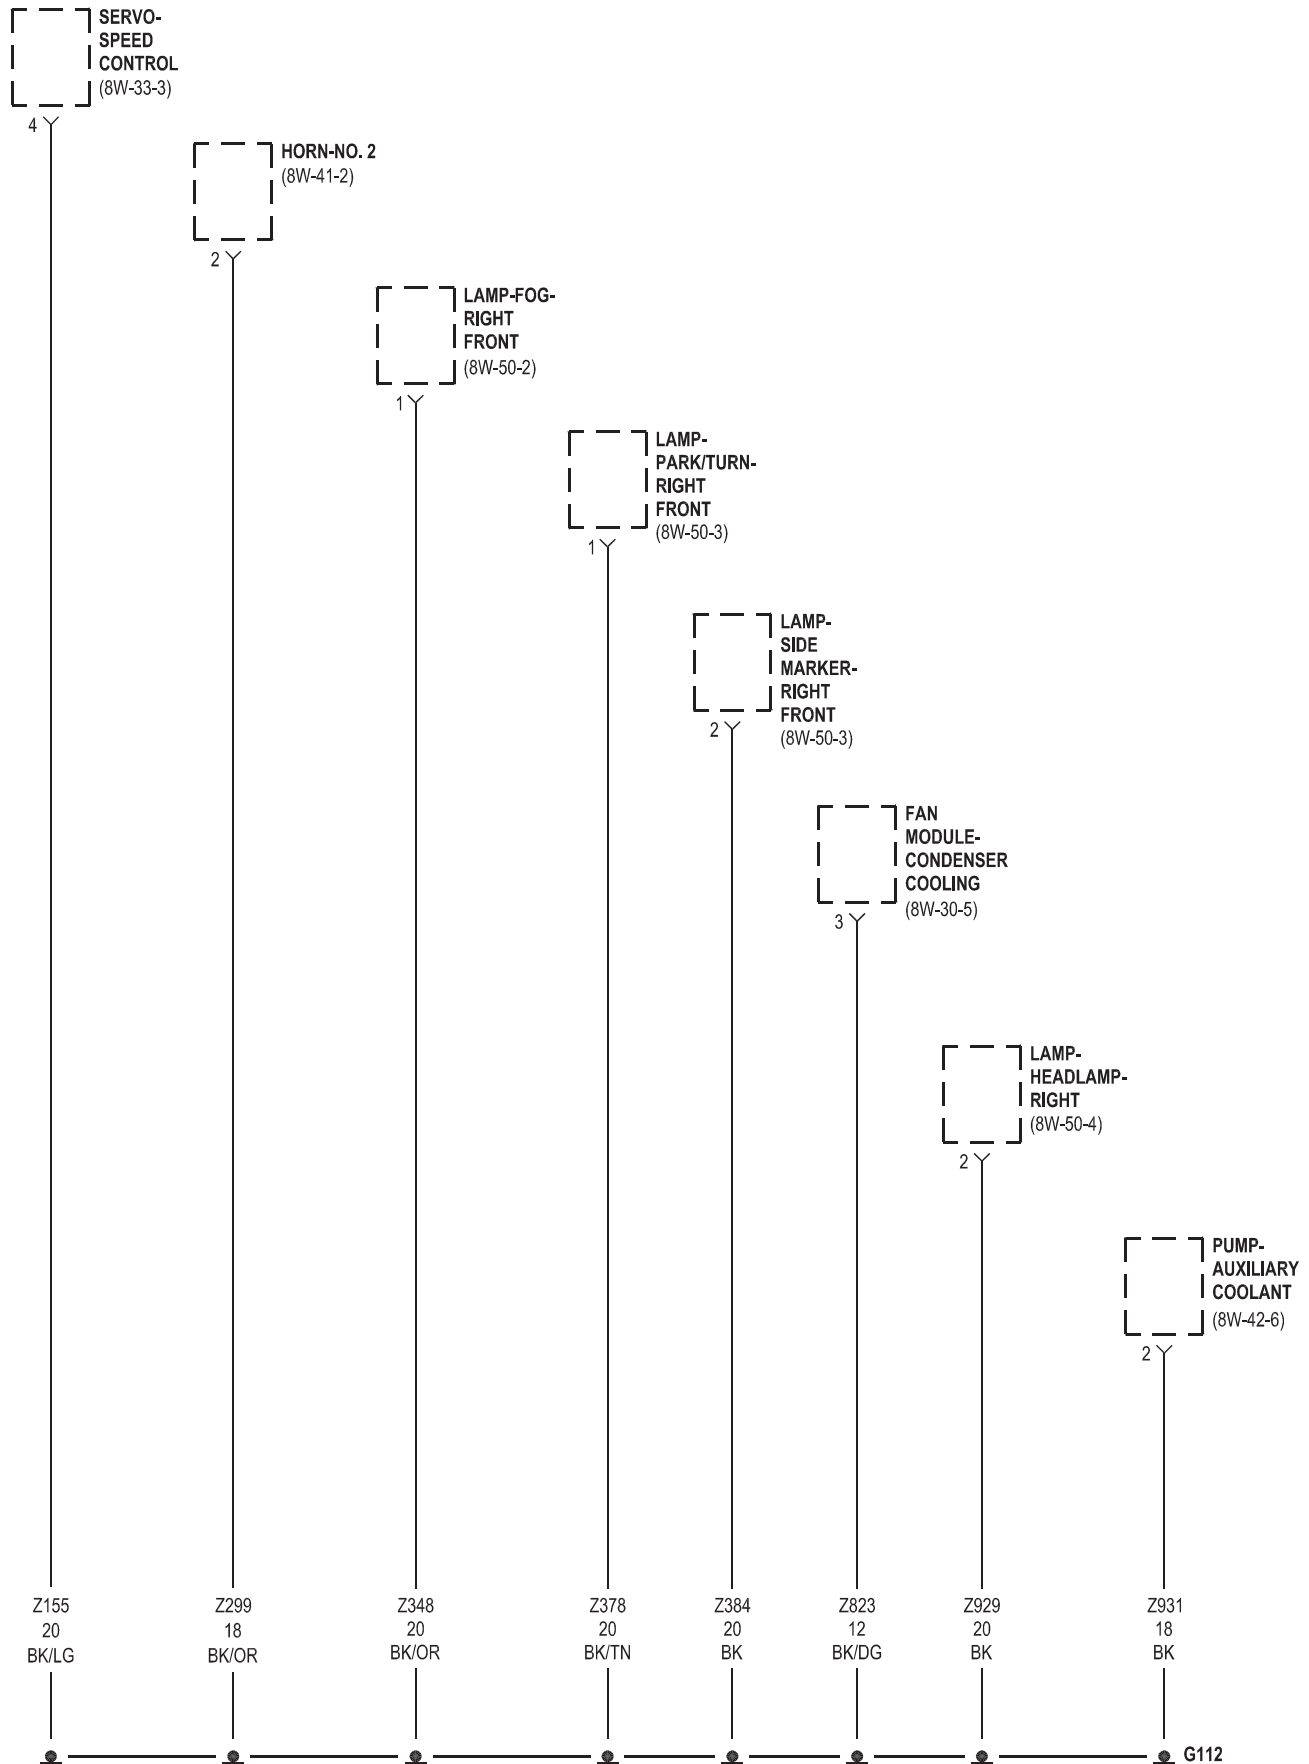 SERVO-
SPEED
CONTROL
(8W-33-3)
4
HORN-NO. 2
(8W-41-2)
2
LAMP-FOG-
RIGHT
FRONT
(8W-50-2)
1
LAMP-
PARK/TURN-
RIGHT
FRONT
(8W-50-3)
1
LAMP-
SIDE
MARKER-
RIGHT
FRONT
(8W-50-3)
2
FAN
MODULE-
CONDENSER
COOLING
(8W-30-5)
3
LAMP-
HEADLAMP-
RIGHT
(8W-50-4)
2
PUMP-
AUXILIARY
COOLANT
(8W-42-6)
2
Z155
20
BK/LG
Z299
18
BK/OR
Z348
20
BK/OR
Z378
20
BK/TN
Z384
20
BK
Z823
12
BK/DG
Z929
20
BK
Z931
18
BK
G112